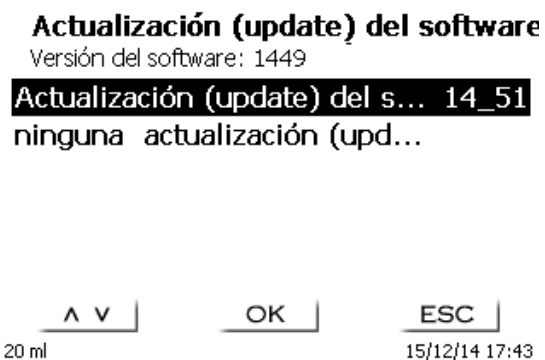 Actualización (update) del software
Versión del software: 1449
Actualización (update) del s... 14_51
ninguna actualización (upd...
∧ ∨ OK ESC
20 ml 15/12/14 17:43